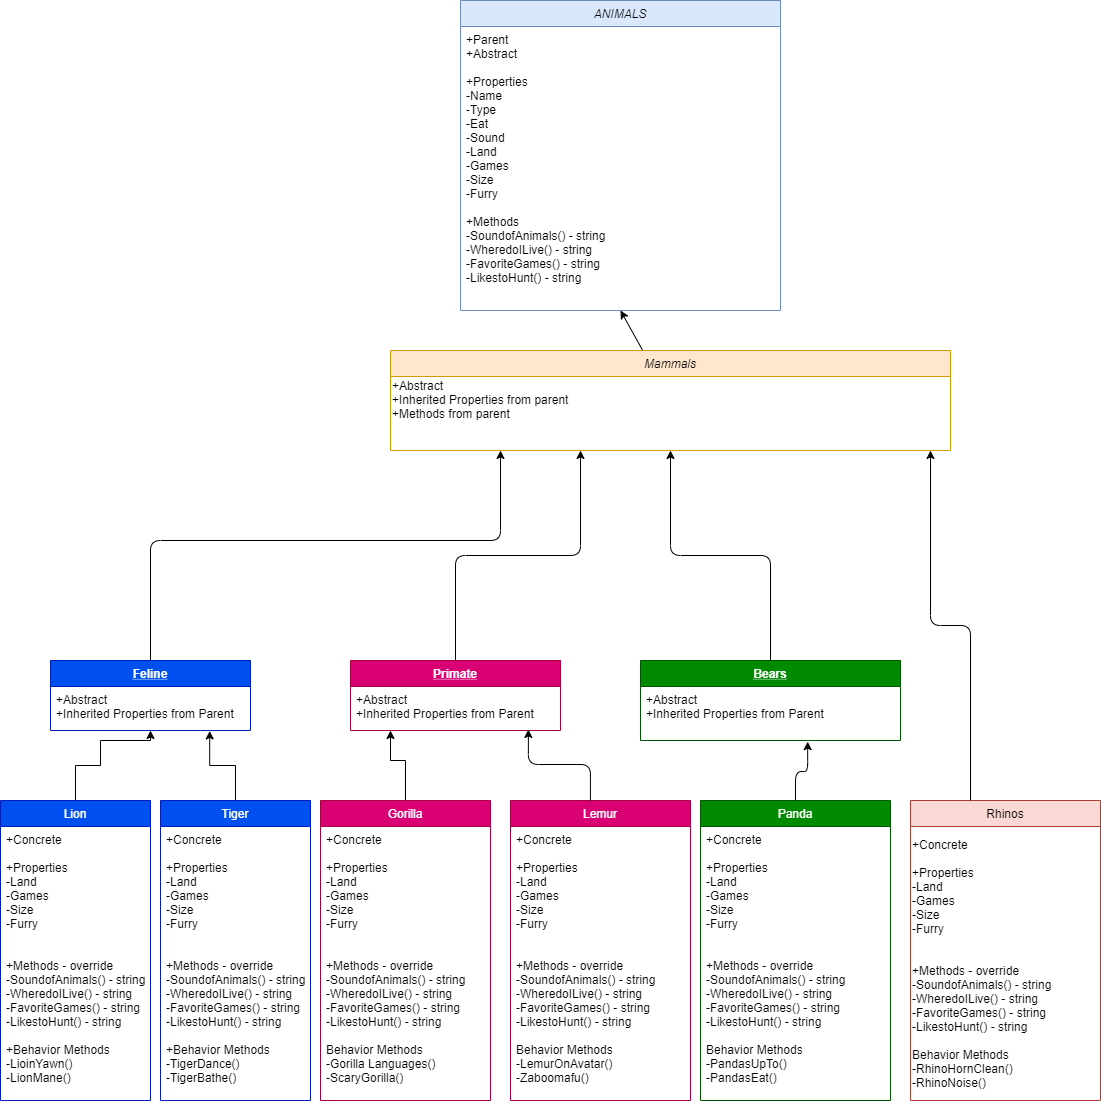 ANIMALS
+Parent
+Abstract
+Properties
-Name
-Type
-Eat
-Sound
-Land
-Games
-Size
-Furry
+Methods
-SoundofAnimals() - string
-WheredoILive() - string
-FavoriteGames() - string
-LikestoHunt() - string
Mammals
+Abstract
+Inherited Properties from parent
+Methods from parent
Feline
+Abstract
+Inherited Properties from Parent
Primate
+Abstract
+Inherited Properties from Parent
Bears
+Abstract
+Inherited Properties from Parent
Lion
+Concrete
+Properties
-Land
-Games
-Size
-Furry
+Methods - override
-SoundofAnimals() - string
-WheredoILive() - string
-FavoriteGames() - string
-LikestoHunt() - string
+Behavior Methods
-LioinYawn()
-LionMane()
Tiger
+Concrete
+Properties
-Land
-Games
-Size
-Furry
+Methods - override
-SoundofAnimals() - string
-WheredoILive() - string
-FavoriteGames() - string
-LikestoHunt() - string
+Behavior Methods
-TigerDance()
-TigerBathe()
Gorilla
+Concrete
+Properties
-Land
-Games
-Size
-Furry
+Methods - override
-SoundofAnimals() - string
-WheredoILive() - string
-FavoriteGames() - string
-LikestoHunt() - string
Behavior Methods
-Gorilla Languages()
-ScaryGorilla()
Lemur
+Concrete
+Properties
-Land
-Games
-Size
-Furry
+Methods - override
-SoundofAnimals() - string
-WheredoILive() - string
-FavoriteGames() - string
-LikestoHunt() - string
Behavior Methods
-LemurOnAvatar()
-Zaboomafu()
Panda
+Concrete
+Properties
-Land
-Games
-Size
-Furry
+Methods - override
-SoundofAnimals() - string
-WheredoILive() - string
-FavoriteGames() - string
-LikestoHunt() - string
Behavior Methods
-PandasUpTo()
-PandasEat()
Rhinos
+Concrete
+Properties
-Land
-Games
-Size
-Furry
+Methods - override
-SoundofAnimals() - string
-WheredoILive() - string
-FavoriteGames() - string
-LikestoHunt() - string
Behavior Methods
-RhinoHornClean()
-RhinoNoise()